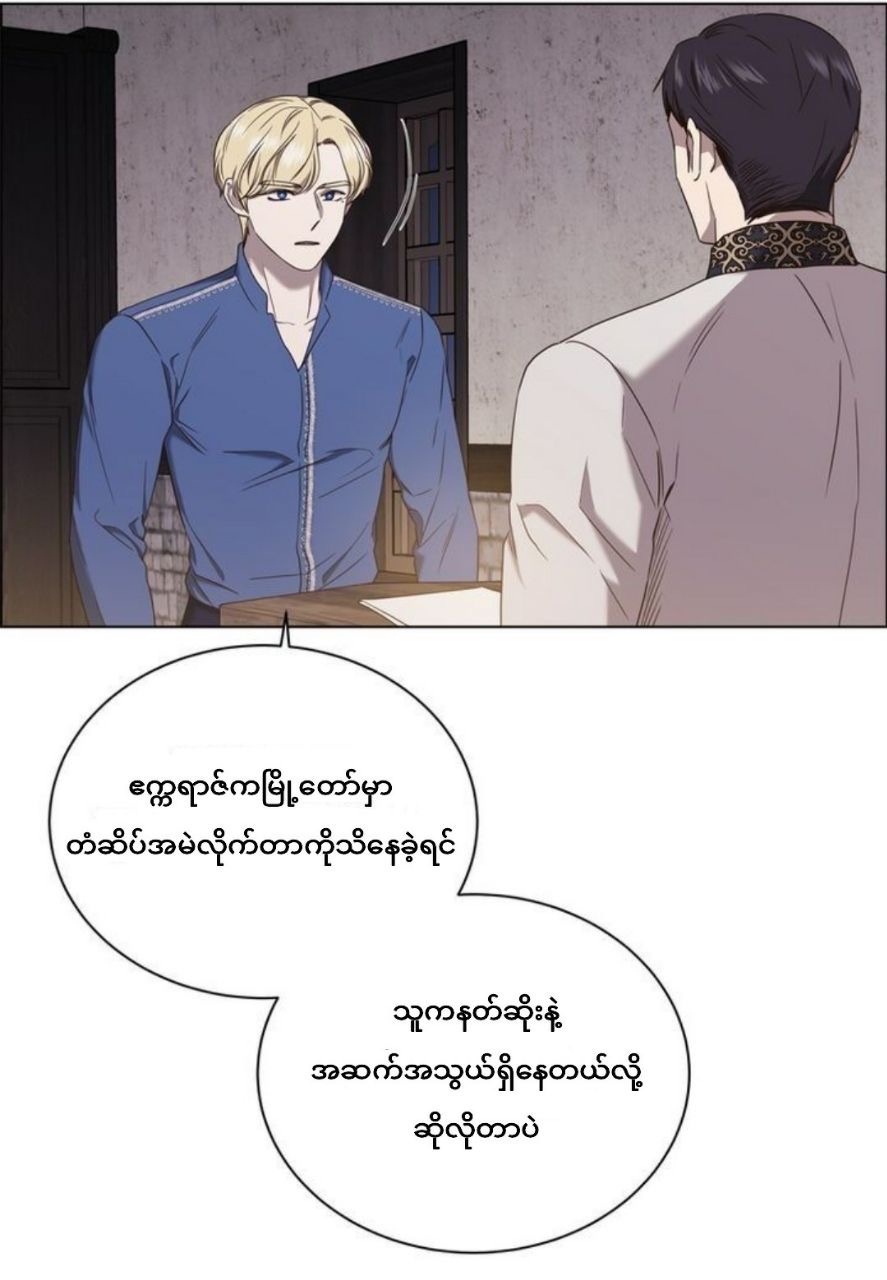 ဧက္ကရာဇ်ကမြို့တော်မှာ
တံဆိပ်အမဲလိုက်တာကိုသိနေခဲ့ရင်
သူကနတ်ဆိုးနဲ့
အဆက်အသွယ်ရှိနေတယ်လို့
ဆိုလိုတာပဲ